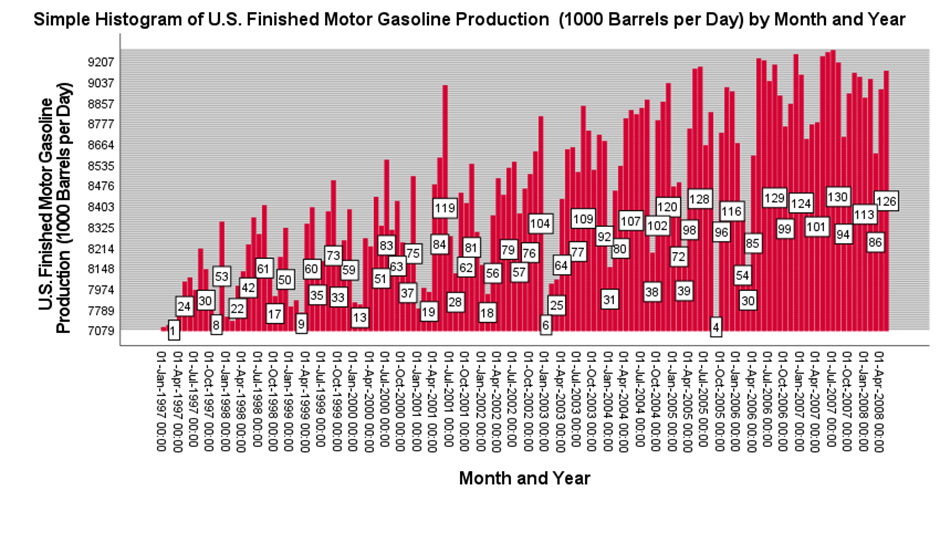 Simple Histogram of U.S. Finished Motor Gasoline Production (1000 Barrels per Day) by Month and Year
U.S. Finished Motor Gasoline
Production (1000 Barrels per Day)
9207
9037
8857
8777
8664
8535
8476
8403
8325
8214
8148
7974
7789
7079
1
24
30
8
53
22
42
61
17
50
9
60
35
73
33
59
13
51
83
63
37
75
19
84
119
28
62
81
18
56
79
57
76
104
6
25
64
77
109
92
31
80
107
38
102
120
72
39
98
128
4
96
116
54
30
85
129
99
124
101
130
94
113
86
126
01-Jan-1997 00:00
01-Apr-1997 00:00
01-Jul-1997 00:00
01-Oct-1997 00:00
01-Jan-1998 00:00
01-Apr-1998 00:00
01-Jul-1998 00:00
01-Oct-1998 00:00
01-Jan-1999 00:00
01-Apr-1999 00:00
01-Jul-1999 00:00
01-Oct-1999 00:00
01-Jan-2000 00:00
01-Apr-2000 00:00
01-Jul-2000 00:00
01-Oct-2000 00:00
01-Jan-2001 00:00
01-Apr-2001 00:00
01-Jul-2001 00:00
01-Oct-2001 00:00
01-Jan-2002 00:00
01-Apr-2002 00:00
01-Jul-2002 00:00
01-Oct-2002 00:00
01-Jan-2003 00:00
01-Apr-2003 00:00
01-Jul-2003 00:00
01-Oct-2003 00:00
01-Jan-2004 00:00
01-Apr-2004 00:00
01-Jul-2004 00:00
01-Oct-2004 00:00
01-Jan-2005 00:00
01-Apr-2005 00:00
01-Jul-2005 00:00
01-Oct-2005 00:00
01-Jan-2006 00:00
01-Apr-2006 00:00
01-Jul-2006 00:00
01-Oct-2006 00:00
01-Jan-2007 00:00
01-Apr-2007 00:00
01-Jul-2007 00:00
01-Oct-2007 00:00
01-Jan-2008 00:00
01-Apr-2008 00:00
Month and Year